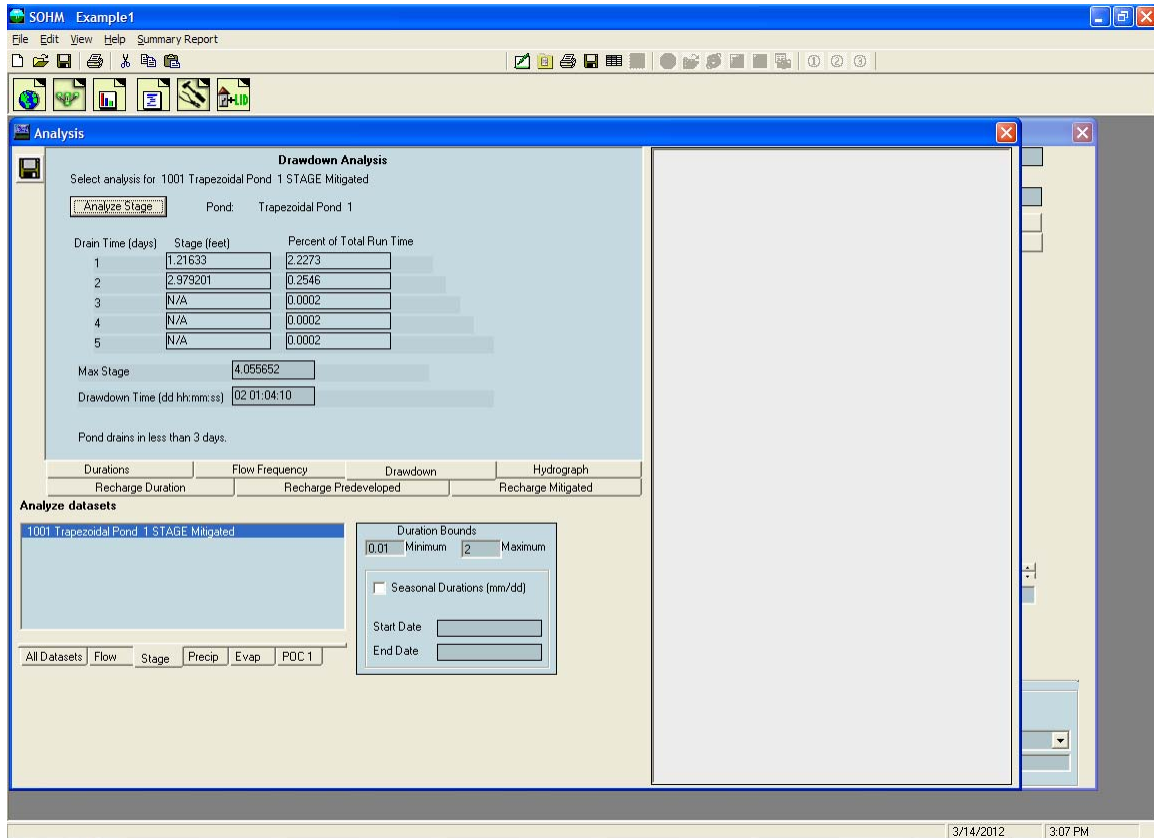 SOHM Example1
File Edit View Help Summary Report
+LID
Analysis
Drawdown Analysis
Select analysis for 1001 Trapezoidal Pond 1 STAGE Mitigated
Analyze Stage Pond: Trapezoidal Pond 1
Drain Time (days) Stage (feet) Percent of Total Run Time
1 1.21633 2.2273
2 2.979201 0.2546
3 N/A 0.0002
4 N/A 0.0002
5 N/A 0.0002
Max Stage 4.055652
Drawdown Time (dd hh:mm:ss) 02 01:04:10
Pond drains in less than 3 days.
Durations Flow Frequency Drawdown Hydrograph
Recharge Duration Recharge Predeveloped Recharge Mitigated
Analyze datasets
1001 Trapezoidal Pond 1 STAGE Mitigated
Duration Bounds
0.01 Minimum 2 Maximum
Seasonal Durations (mm/dd)
Start Date
End Date
All Datasets Flow Stage Precip Evap POC 1
3/14/2012 3:07 PM